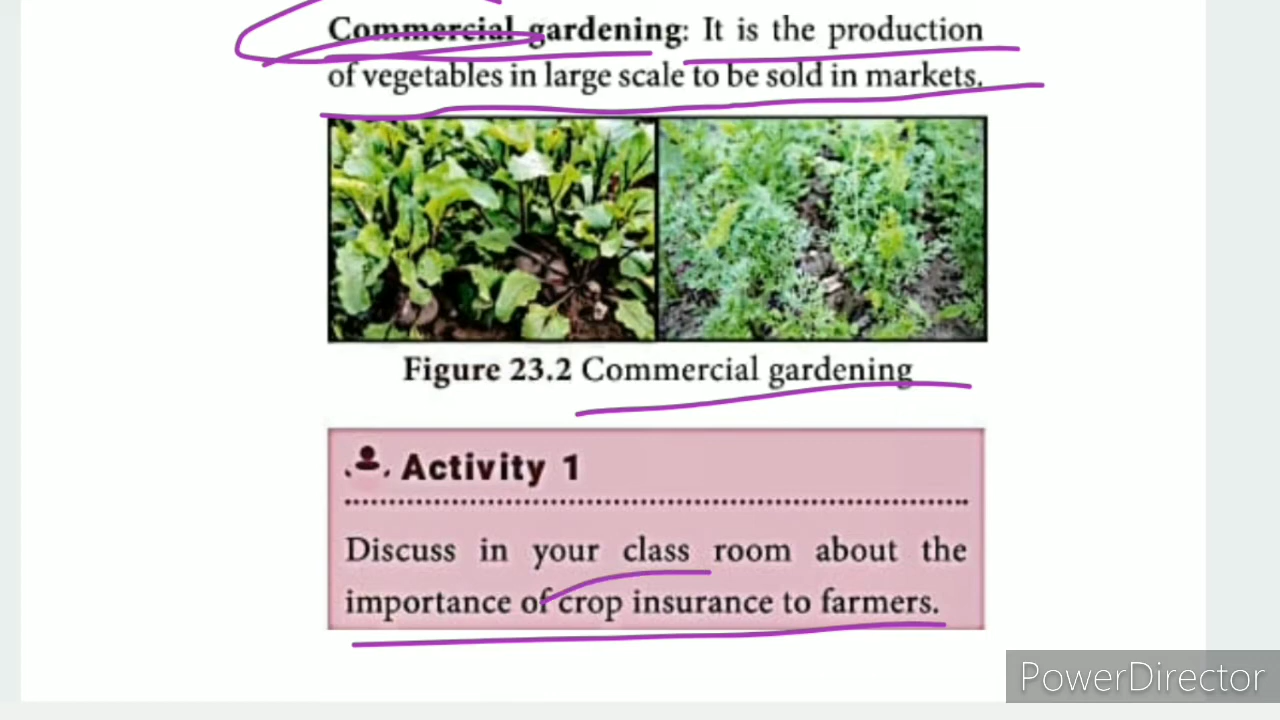 Commercial gardening: It is the production
of vegetables in large scale to be sold in markets.
Figure 23.2 Commercial gardening
Activity 1
Discuss in your class room about the
importance of crop insurance to farmers.
PowerDirector